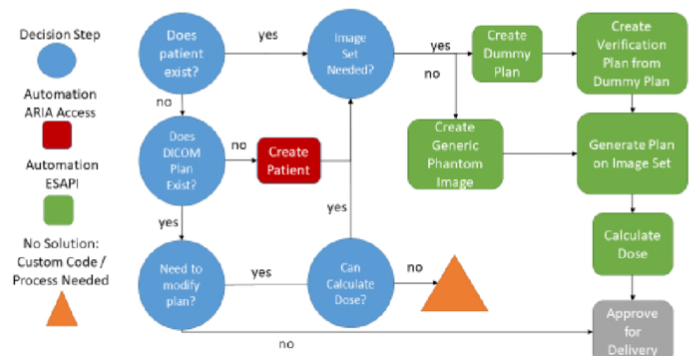 Decision Step
Automation
ARIA Access
Automation
ESAPI
No Solution:
Custom Code /
Process Needed
Does
patient
exist?
yes
Image
Set
Needed?
yes
no
Create
Dummy
Plan
Create
Verification
Plan from
Dummy Plan
no
Does
DICOM
Plan
Exist?
no
Create
Patient
Create
Generic
Phantom
Image
Generate Plan
on Image Set
yes
yes
Need to
modify
plan?
yes
Can
Calculate
Dose?
no
Calculate
Dose
no
Approve
for
Delivery